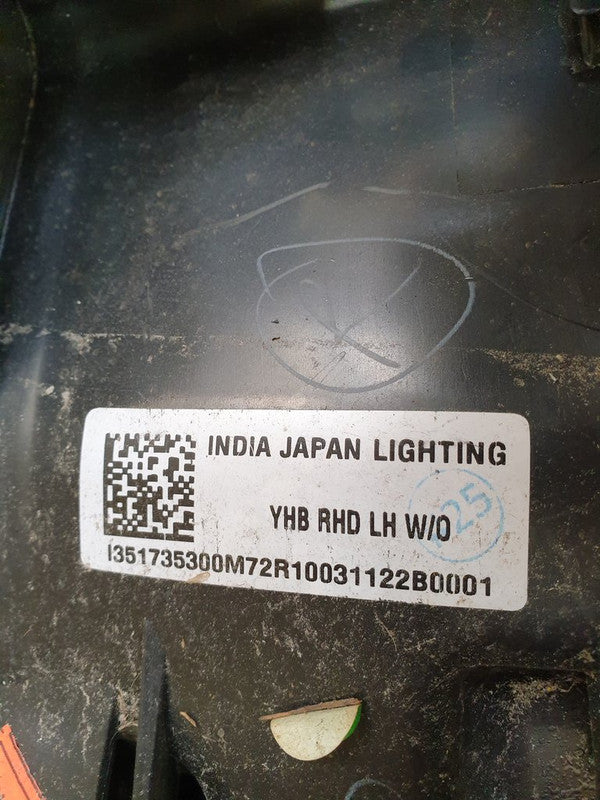 INDIA JAPAN LIGHTING
YHB RHD LH W/O
25
I351735300M72R10031122B0001